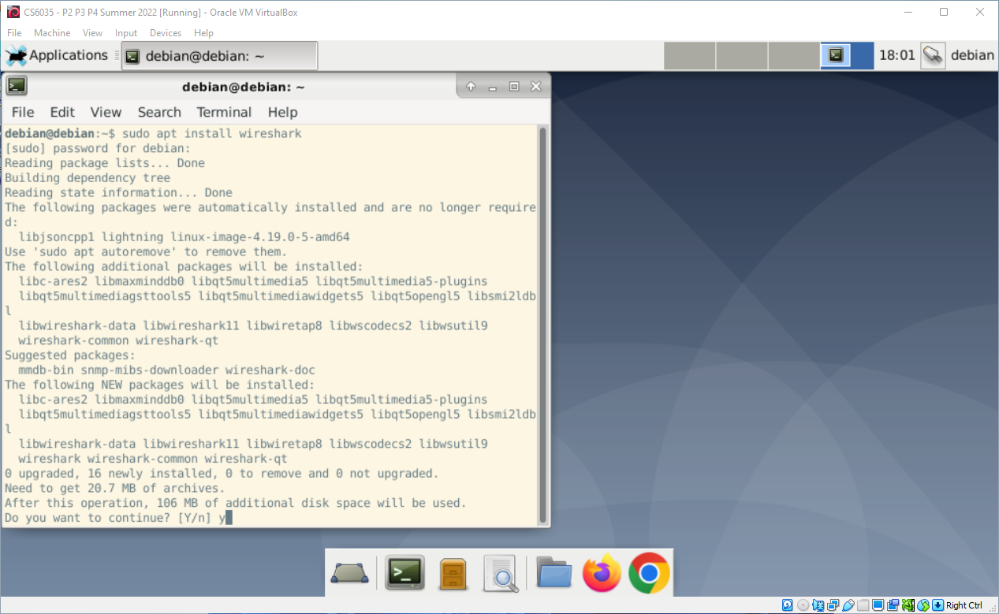 CS6035 - P2 P3 P4 Summer 2022 [Running] - Oracle VM VirtualBox
File Machine View Input Devices Help
Applications debian@debian: ~ 18:01 debian
debian@debian: ~
File Edit View Search Terminal Help
debian@debian:~$ sudo apt install wireshark
[sudo] password for debian:
Reading package lists... Done
Building dependency tree
Reading state information... Done
The following packages were automatically installed and are no longer require
d:
  libjsoncpp1 lightning linux-image-4.19.0-5-amd64
Use 'sudo apt autoremove' to remove them.
The following additional packages will be installed:
  libc-ares2 libmaxminddb0 libqt5multimedia5 libqt5multimedia5-plugins
  libqt5multimediagsttools5 libqt5multimediawidgets5 libqt5opengl5 libsmi2ldb
l
  libwireshark-data libwireshark11 libwiretap8 libwscodecs2 libwsutil9
  wireshark-common wireshark-qt
Suggested packages:
  mmdb-bin snmp-mibs-downloader wireshark-doc
The following NEW packages will be installed:
  libc-ares2 libmaxminddb0 libqt5multimedia5 libqt5multimedia5-plugins
  libqt5multimediagsttools5 libqt5multimediawidgets5 libqt5opengl5 libsmi2ldb
l
  libwireshark-data libwireshark11 libwiretap8 libwscodecs2 libwsutil9
  wireshark wireshark-common wireshark-qt
0 upgraded, 16 newly installed, 0 to remove and 0 not upgraded.
Need to get 20.7 MB of archives.
After this operation, 106 MB of additional disk space will be used.
Do you want to continue? [Y/n] y
Right Ctrl